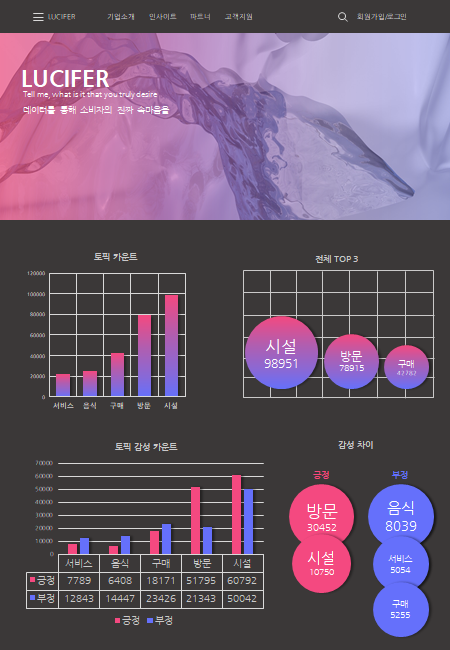 LUCIFER 기업소개 인사이트 파트너 고객지원 회원가입/로그인
LUCIFER
Tell me, what is it that you truly desire
데이터를 통해 소비자의 진짜 속마음을
토픽 카운트
120000
100000
80000
60000
40000
20000
0
서비스 음식 구매 방문 시설
전체 TOP 3
시설
98951
방문
78915
구매
42782
토픽 감성 카운트
70000
60000
50000
40000
30000
20000
10000
0
서비스 음식 구매 방문 시설
긍정 7789 6408 18171 51795 60792
부정 12843 14447 23426 21343 50042
긍정 부정
감성 차이
긍정 부정
방문
30452
시설
10750
음식
8039
서비스
5054
구매
5255